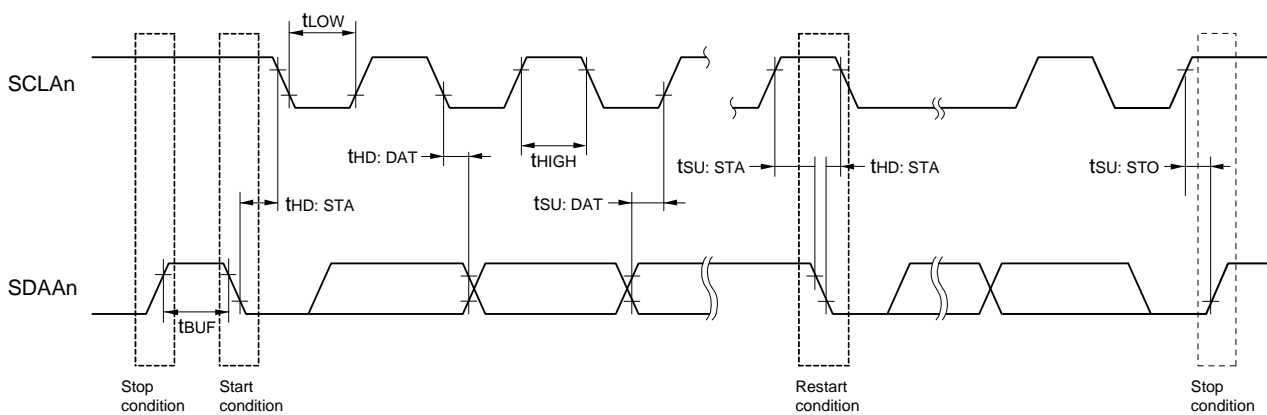 tLOW
SCLAn
tHD: DAT
tHIGH
tSU: STA
tHD: STA
tSU: STO
tHD: STA
tSU: DAT
SDAAn
tBUF
Stop
condition
Start
condition
Restart
condition
Stop
condition